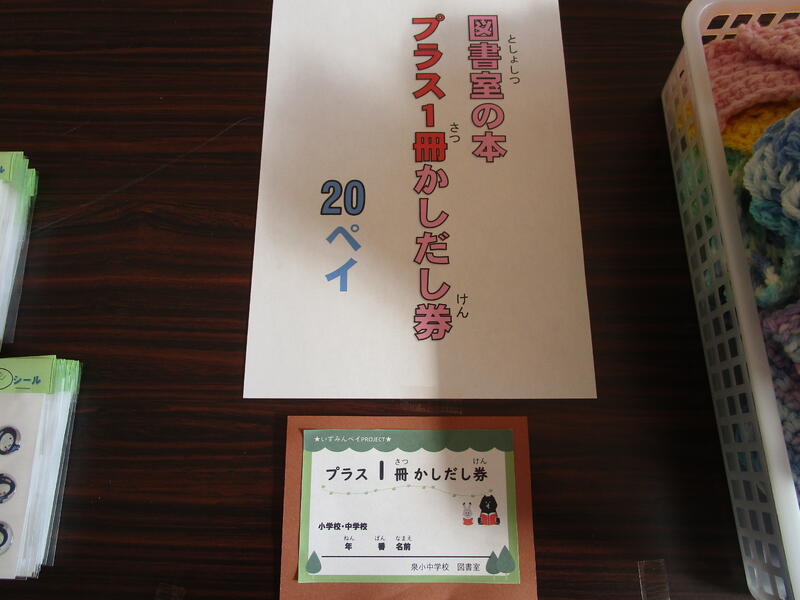 図書室の本
としょしつ
プラス1冊かしだし券
さつ
けん
20ペイ
シール
★いずみんペイPROJECT★
さつ けん
プラス 1 冊 かしだし券
小学校・中学校
ねん ばん なまえ
年 番 名前
泉小中学校 図書室